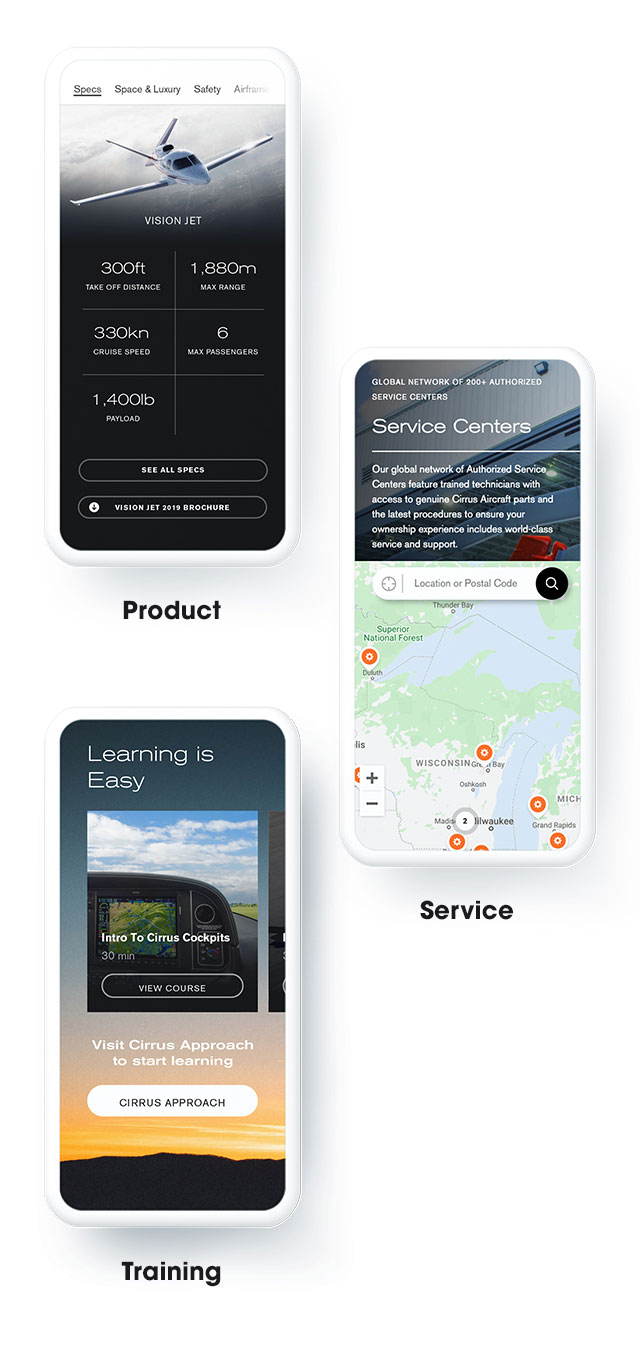 Specs Space & Luxury Safety Airframe
VISION JET
300ft 1,880m
TAKE OFF DISTANCE MAX RANGE
330kn 6
CRUISE SPEED MAX PASSENGERS
1,400lb
PAYLOAD
SEE ALL SPECS
VISION JET 2019 BROCHURE
Product
GLOBAL NETWORK OF 200+ AUTHORIZED
SERVICE CENTERS
Service Centers
Our global network of Authorized Service
Centers feature trained technicians with
access to genuine Cirrus Aircraft parts and
the latest procedures to ensure your
ownership experience includes world-class
service and support.
Location or Postal Code
Thunder Bay
Superior
National Forest
Duluth
lis
WISCONSIN Green Bay
Oshkosh
MICH
2
Milwaukee
Grand Rapids
Service
Learning is
Easy
Intro To Cirrus Cockpits
30 min
VIEW COURSE
Visit Cirrus Approach
to start learning
CIRRUS APPROACH
Training